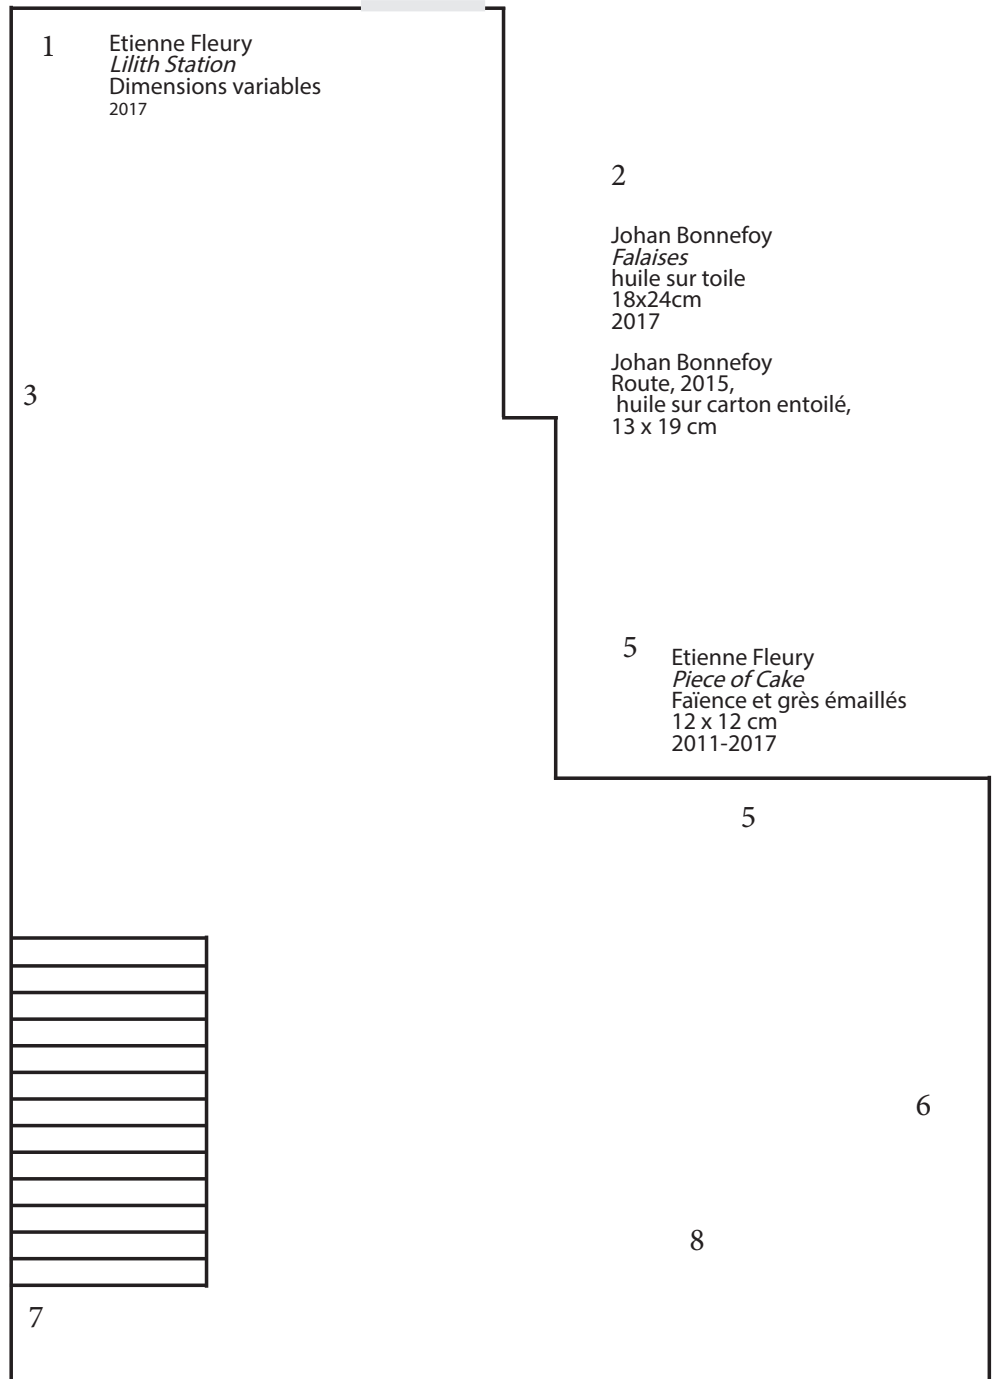 1
Etienne Fleury
Lilith Station
Dimensions variables
2017
2
Johan Bonnefoy
Falaises
huile sur toile
18x24cm
2017
Johan Bonnefoy
Route, 2015,
huile sur carton entoilé,
13 x 19 cm
3
5
Etienne Fleury
Piece of Cake
Faïence et grès émaillés
12 x 12 cm
2011-2017
5
6
8
7